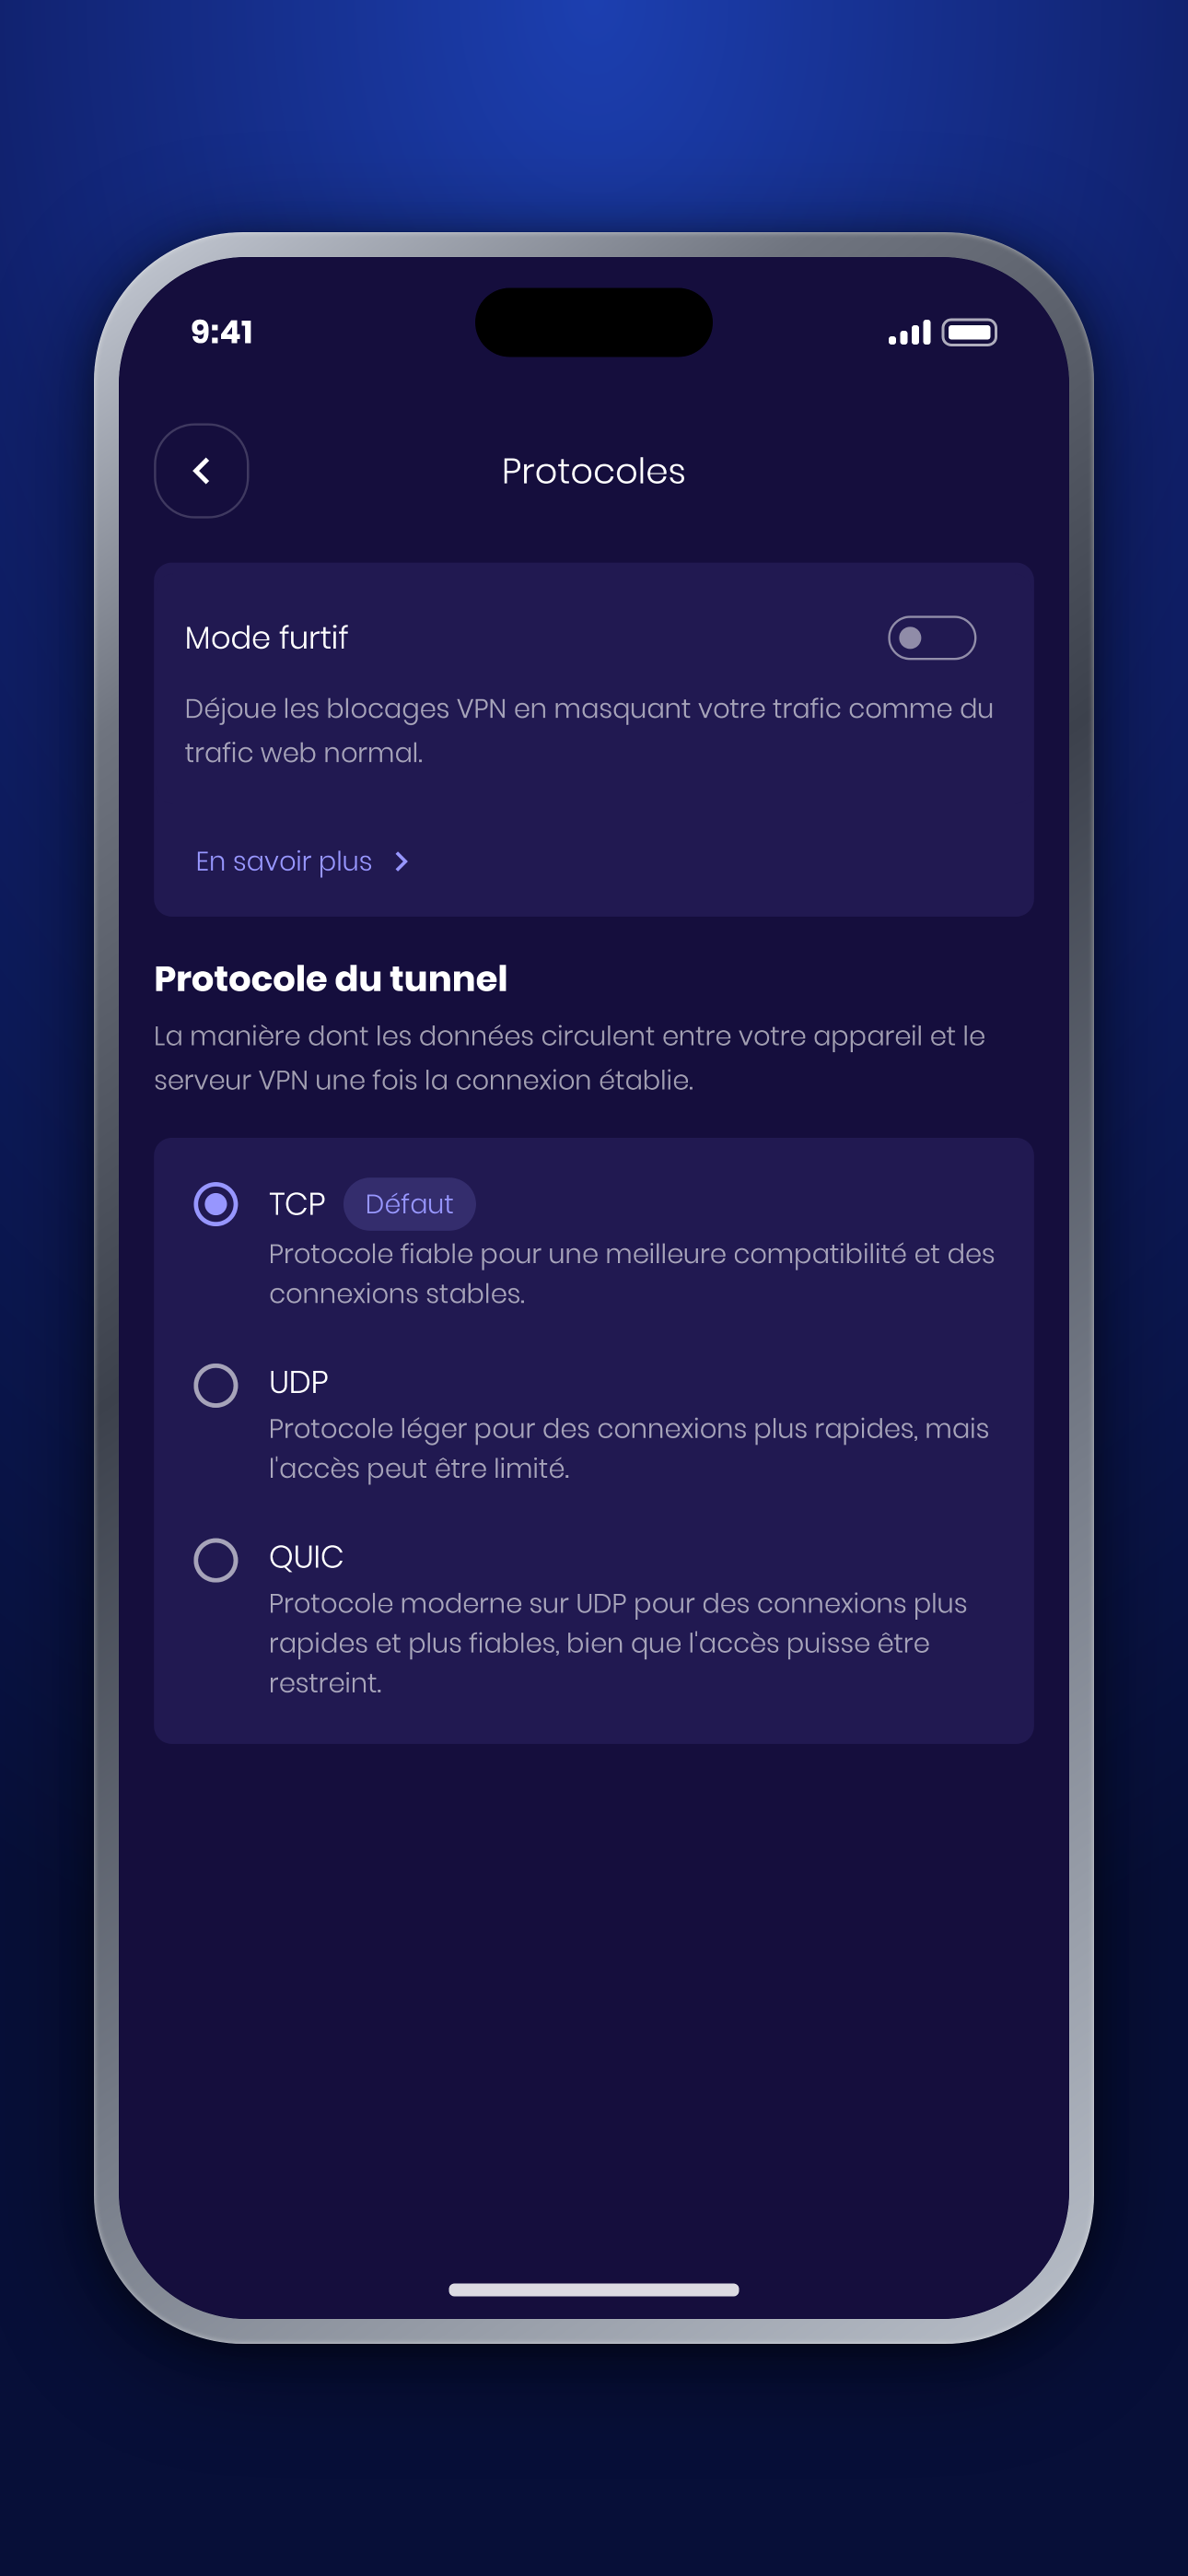 9:41
Protocoles
Mode furtif
Déjoue les blocages VPN en masquant votre trafic comme du
trafic web normal.
En savoir plus
Protocole du tunnel
La manière dont les données circulent entre votre appareil et le
serveur VPN une fois la connexion établie.
TCP Défaut
Protocole fiable pour une meilleure compatibilité et des
connexions stables.
UDP
Protocole léger pour des connexions plus rapides, mais
l'accès peut être limité.
QUIC
Protocole moderne sur UDP pour des connexions plus
rapides et plus fiables, bien que l'accès puisse être
restreint.